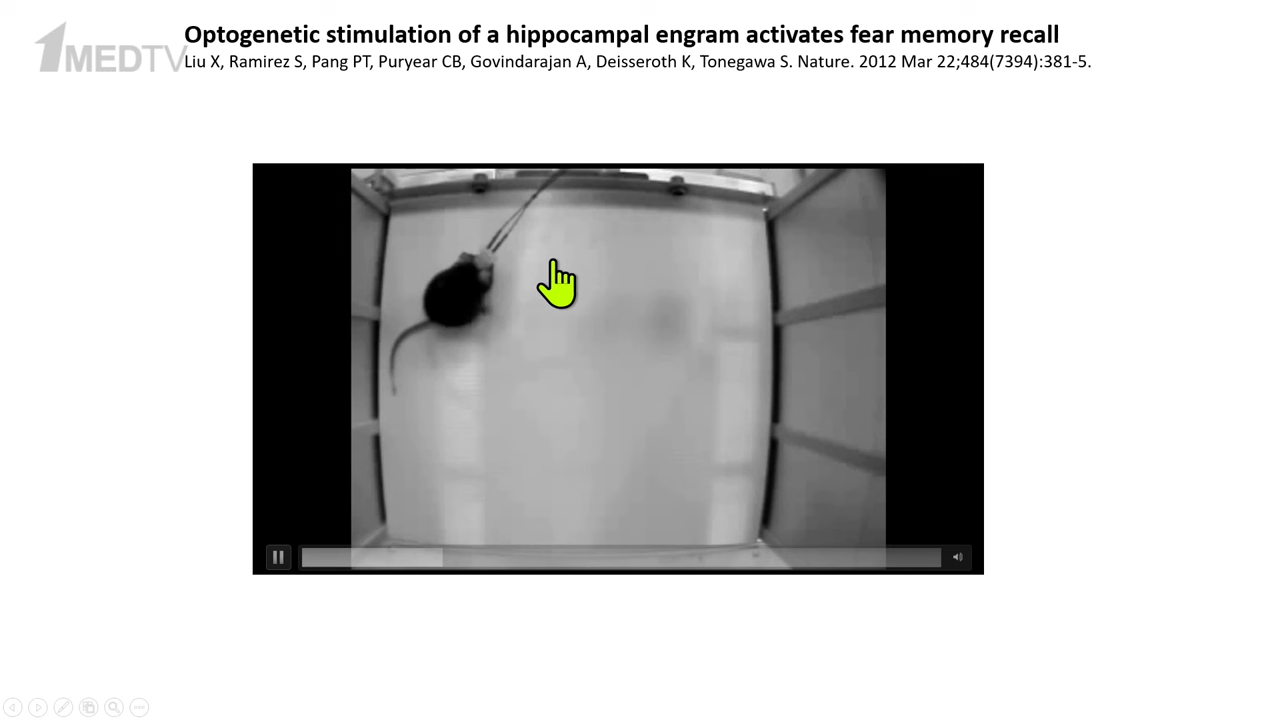 Optogenetic stimulation of a hippocampal engram activates fear memory recall
1MEDTV
Liu X, Ramirez S, Pang PT, Puryear CB, Govindarajan A, Deisseroth K, Tonegawa S. Nature. 2012 Mar 22;484(7394):381-5.